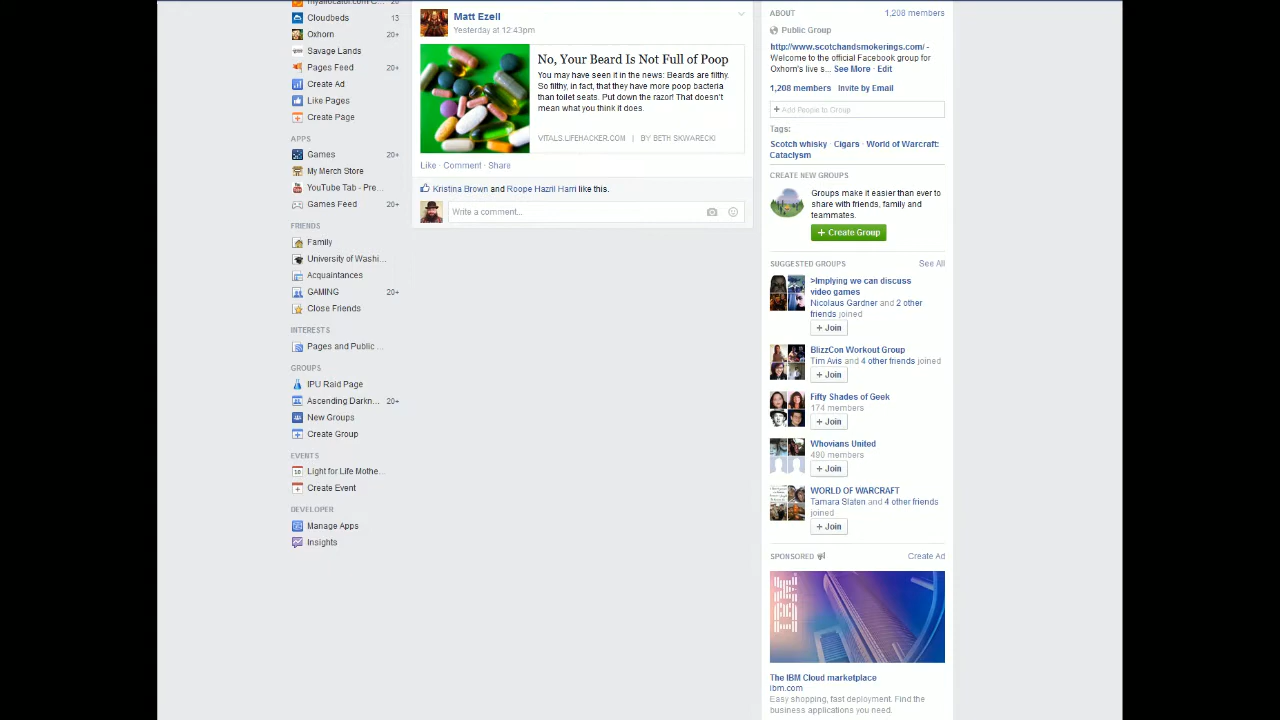 myallocator.com C...
28
Cloudbeds
13
Oxhorn
20+
Savage Lands
Pages Feed
20+
Create Ad
Like Pages
Create Page
APPS
Games
20+
My Merch Store
YouTube Tab - Pre...
Games Feed
20+
FRIENDS
Family
University of Washi...
Acquaintances
GAMING
20+
Close Friends
INTERESTS
Pages and Public ...
GROUPS
IPU Raid Page
Ascending Darkn...
20+
New Groups
Create Group
EVENTS
10
Light for Life Mothe...
Create Event
DEVELOPER
Manage Apps
Insights
Matt Ezell
Yesterday at 12:43pm
No, Your Beard Is Not Full of Poop
You may have seen it in the news: Beards are filthy.
So filthy, in fact, that they have more poop bacteria
than toilet seats. Put down the razor! That doesn't
mean what you think it does.
VITALS.LIFEHACKER.COM | BY BETH SKWARECKI
Like · Comment · Share
Kristina Brown and Roope Hazril Harri like this.
Write a comment...
ABOUT
1,208 members
Public Group
http://www.scotchandsmokerings.com/ -
Welcome to the official Facebook group for
Oxhorn's live s... See More · Edit
1,208 members · Invite by Email
+ Add People to Group
Tags:
Scotch whisky · Cigars · World of Warcraft:
Cataclysm
CREATE NEW GROUPS
Groups make it easier than ever to
share with friends, family and
teammates.
+ Create Group
SUGGESTED GROUPS
See All
>Implying we can discuss
video games
Nicolaus Gardner and 2 other
friends joined
+ Join
BlizzCon Workout Group
Tim Avis and 4 other friends joined
+ Join
Fifty Shades of Geek
174 members
+ Join
Whovians United
490 members
+ Join
WORLD OF WARCRAFT
Tamara Slaten and 4 other friends
joined
+ Join
SPONSORED
Create Ad
IBM
The IBM Cloud marketplace
ibm.com
Easy shopping, fast deployment. Find the
business applications you need.